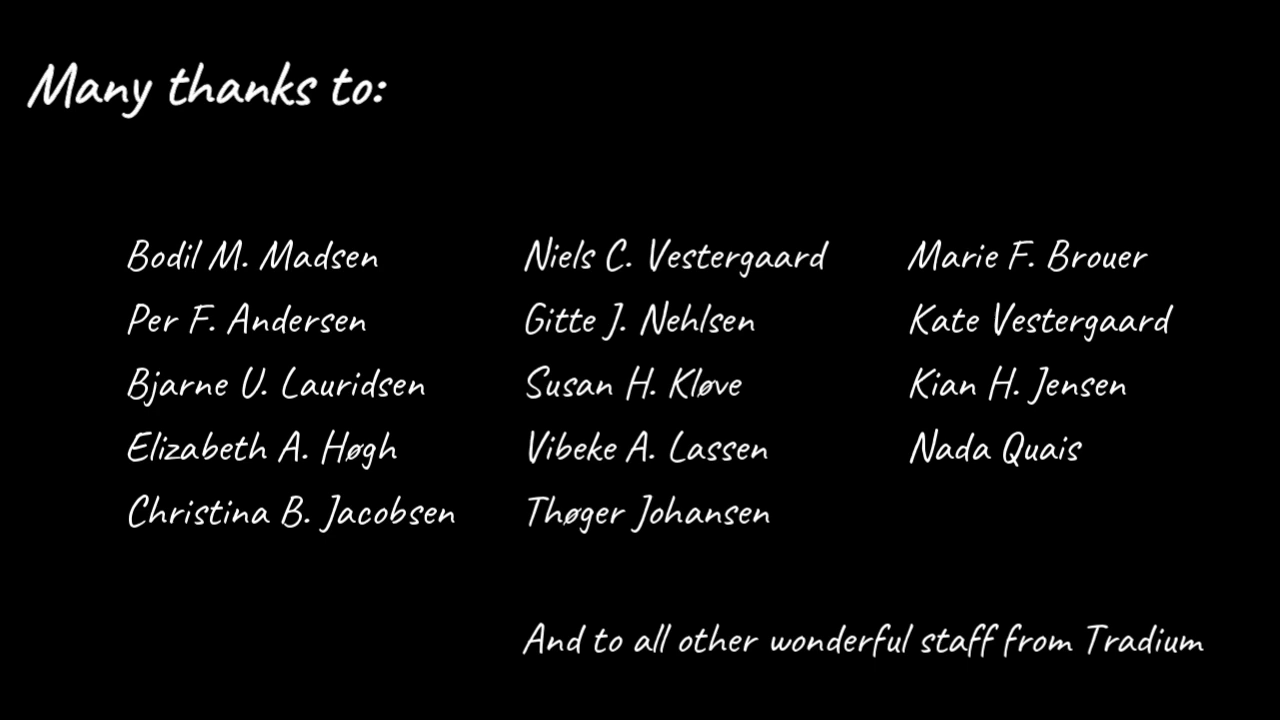 Many thanks to:
Bodil M. Madsen
Per F. Andersen
Bjarne U. Lauridsen
Elizabeth A. Høgh
Christina B. Jacobsen
Niels C. Vestergaard
Gitte J. Nehlsen
Susan H. Kløve
Vibeke A. Lassen
Thøger Johansen
Marie F. Brouer
Kate Vestergaard
Kian H. Jensen
Nada Quais
And to all other wonderful staff from Tradium